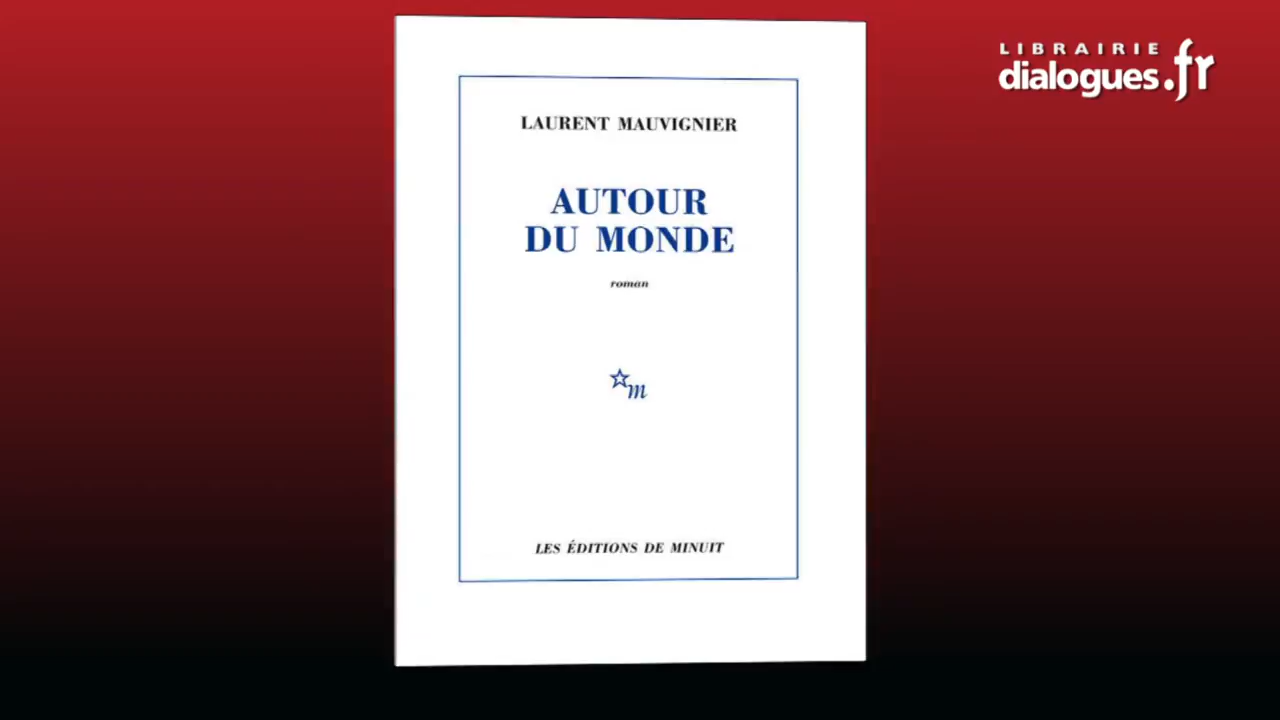 LIBRAIRIE
dialogues.fr
LAURENT MAUVIGNIER
AUTOUR
DU MONDE
roman
m
LES ÉDITIONS DE MINUIT